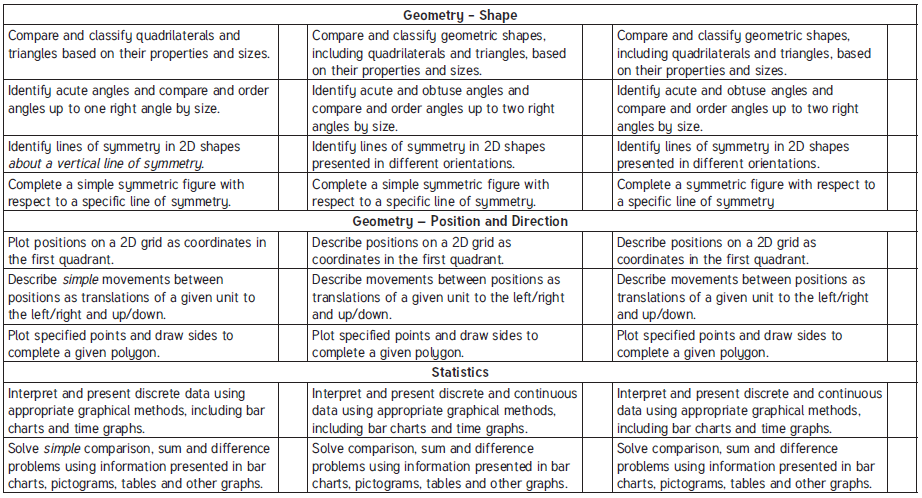 Geometry – Shape
Compare and classify quadrilaterals and
triangles based on their properties and sizes.
Compare and classify geometric shapes,
including quadrilaterals and triangles, based
on their properties and sizes.
Compare and classify geometric shapes,
including quadrilaterals and triangles, based
on their properties and sizes.
Identify acute angles and compare and order
angles up to one right angle by size.
Identify acute and obtuse angles and
compare and order angles up to two right
angles by size.
Identify acute and obtuse angles and
compare and order angles up to two right
angles by size.
Identify lines of symmetry in 2D shapes
about a vertical line of symmetry.
Identify lines of symmetry in 2D shapes
presented in different orientations.
Identify lines of symmetry in 2D shapes
presented in different orientations.
Complete a simple symmetric figure with
respect to a specific line of symmetry.
Complete a simple symmetric figure with
respect to a specific line of symmetry.
Complete a symmetric figure with respect to
a specific line of symmetry
Geometry – Position and Direction
Plot positions on a 2D grid as coordinates in
the first quadrant.
Describe positions on a 2D grid as
coordinates in the first quadrant.
Describe positions on a 2D grid as
coordinates in the first quadrant.
Describe simple movements between
positions as translations of a given unit to
the left/right and up/down.
Describe movements between positions as
translations of a given unit to the left/right
and up/down.
Describe movements between positions as
translations of a given unit to the left/right
and up/down.
Plot specified points and draw sides to
complete a given polygon.
Plot specified points and draw sides to
complete a given polygon.
Plot specified points and draw sides to
complete a given polygon.
Statistics
Interpret and present discrete data using
appropriate graphical methods, including bar
charts and time graphs.
Interpret and present discrete and continuous
data using appropriate graphical methods,
including bar charts and time graphs.
Interpret and present discrete and continuous
data using appropriate graphical methods,
including bar charts and time graphs.
Solve simple comparison, sum and difference
problems using information presented in bar
charts, pictograms, tables and other graphs.
Solve comparison, sum and difference
problems using information presented in bar
charts, pictograms, tables and other graphs.
Solve comparison, sum and difference
problems using information presented in bar
charts, pictograms, tables and other graphs.